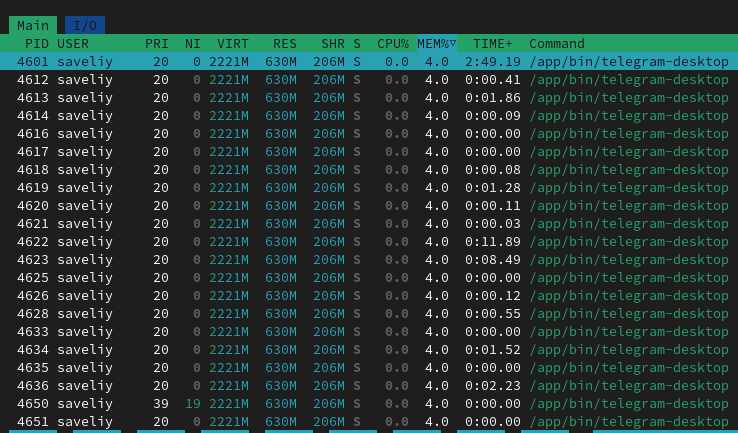 Main I/O
PID USER PRI NI VIRT RES SHR S CPU% MEM%▽ TIME+ Command
4601 saveliy 20 0 2221M 630M 206M S 0.0 4.0 2:49.19 /app/bin/telegram-desktop
4612 saveliy 20 0 2221M 630M 206M S 0.0 4.0 0:00.41 /app/bin/telegram-desktop
4613 saveliy 20 0 2221M 630M 206M S 0.0 4.0 0:01.86 /app/bin/telegram-desktop
4614 saveliy 20 0 2221M 630M 206M S 0.0 4.0 0:00.09 /app/bin/telegram-desktop
4616 saveliy 20 0 2221M 630M 206M S 0.0 4.0 0:00.00 /app/bin/telegram-desktop
4617 saveliy 20 0 2221M 630M 206M S 0.0 4.0 0:00.00 /app/bin/telegram-desktop
4618 saveliy 20 0 2221M 630M 206M S 0.0 4.0 0:00.08 /app/bin/telegram-desktop
4619 saveliy 20 0 2221M 630M 206M S 0.0 4.0 0:01.28 /app/bin/telegram-desktop
4620 saveliy 20 0 2221M 630M 206M S 0.0 4.0 0:00.11 /app/bin/telegram-desktop
4621 saveliy 20 0 2221M 630M 206M S 0.0 4.0 0:00.03 /app/bin/telegram-desktop
4622 saveliy 20 0 2221M 630M 206M S 0.0 4.0 0:11.89 /app/bin/telegram-desktop
4623 saveliy 20 0 2221M 630M 206M S 0.0 4.0 0:08.49 /app/bin/telegram-desktop
4625 saveliy 20 0 2221M 630M 206M S 0.0 4.0 0:00.00 /app/bin/telegram-desktop
4626 saveliy 20 0 2221M 630M 206M S 0.0 4.0 0:00.12 /app/bin/telegram-desktop
4628 saveliy 20 0 2221M 630M 206M S 0.0 4.0 0:00.55 /app/bin/telegram-desktop
4633 saveliy 20 0 2221M 630M 206M S 0.0 4.0 0:00.00 /app/bin/telegram-desktop
4634 saveliy 20 0 2221M 630M 206M S 0.0 4.0 0:01.52 /app/bin/telegram-desktop
4635 saveliy 20 0 2221M 630M 206M S 0.0 4.0 0:00.00 /app/bin/telegram-desktop
4636 saveliy 20 0 2221M 630M 206M S 0.0 4.0 0:02.23 /app/bin/telegram-desktop
4650 saveliy 39 19 2221M 630M 206M S 0.0 4.0 0:00.00 /app/bin/telegram-desktop
4651 saveliy 20 0 2221M 630M 206M S 0.0 4.0 0:00.00 /app/bin/telegram-desktop